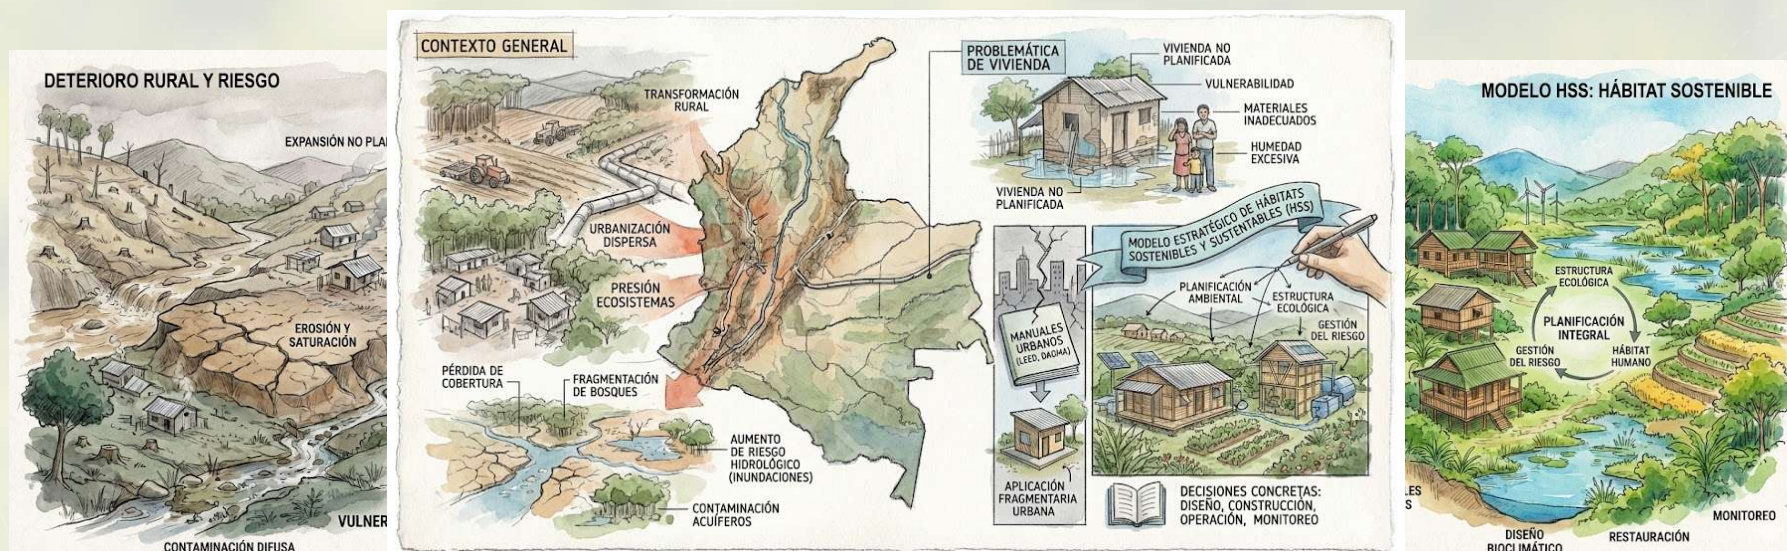 DETERIORO RURAL Y RIESGO
EXPANSIÓN NO
EROSIÓN Y
SATURACIÓN
CONTAMINACIÓN DIFUSA
CONTEXTO GENERAL
TRANSFORMACIÓN
RURAL
URBANIZACIÓN
DISPERSA
PRESIÓN
ECOSISTEMAS
PÉRDIDA DE
COBERTURA
FRAGMENTACIÓN
DE BOSQUES
AUMENTO
DE RIESGO
HIDROLÓGICO
(INUNDACIONES)
CONTAMINACIÓN
ACUÍFEROS
PROBLEMÁTICA
DE VIVIENDA
VIVIENDA NO
PLANIFICADA
VULNERABILIDAD
MATERIALES
INADECUADOS
HUMEDAD
EXCESIVA
VIVIENDA NO
PLANIFICADA
MODELO ESTRATÉGICO DE HÁBITATS
SOSTENIBLES Y SUSTENTABLES (HSS)
MANUALES
URBANOS
(LEED, DAGMA)
APLICACIÓN
FRAGMENTARIA
URBANA
PLANIFICACIÓN
AMBIENTAL
ESTRUCTURA
ECOLÓGICA
GESTIÓN
DEL RIESGO
DECISIONES CONCRETAS:
DISEÑO, CONSTRUCCIÓN,
OPERACIÓN, MONITOREO
MODELO HSS: HÁBITAT SOSTENIBLE
ESTRUCTURA
ECOLÓGICA
PLANIFICACIÓN
INTEGRAL
GESTIÓN
DEL RIESGO
HÁBITAT
HUMANO
DISEÑO
BIOCLIMÁTICO
RESTAURACIÓN
MONITOREO